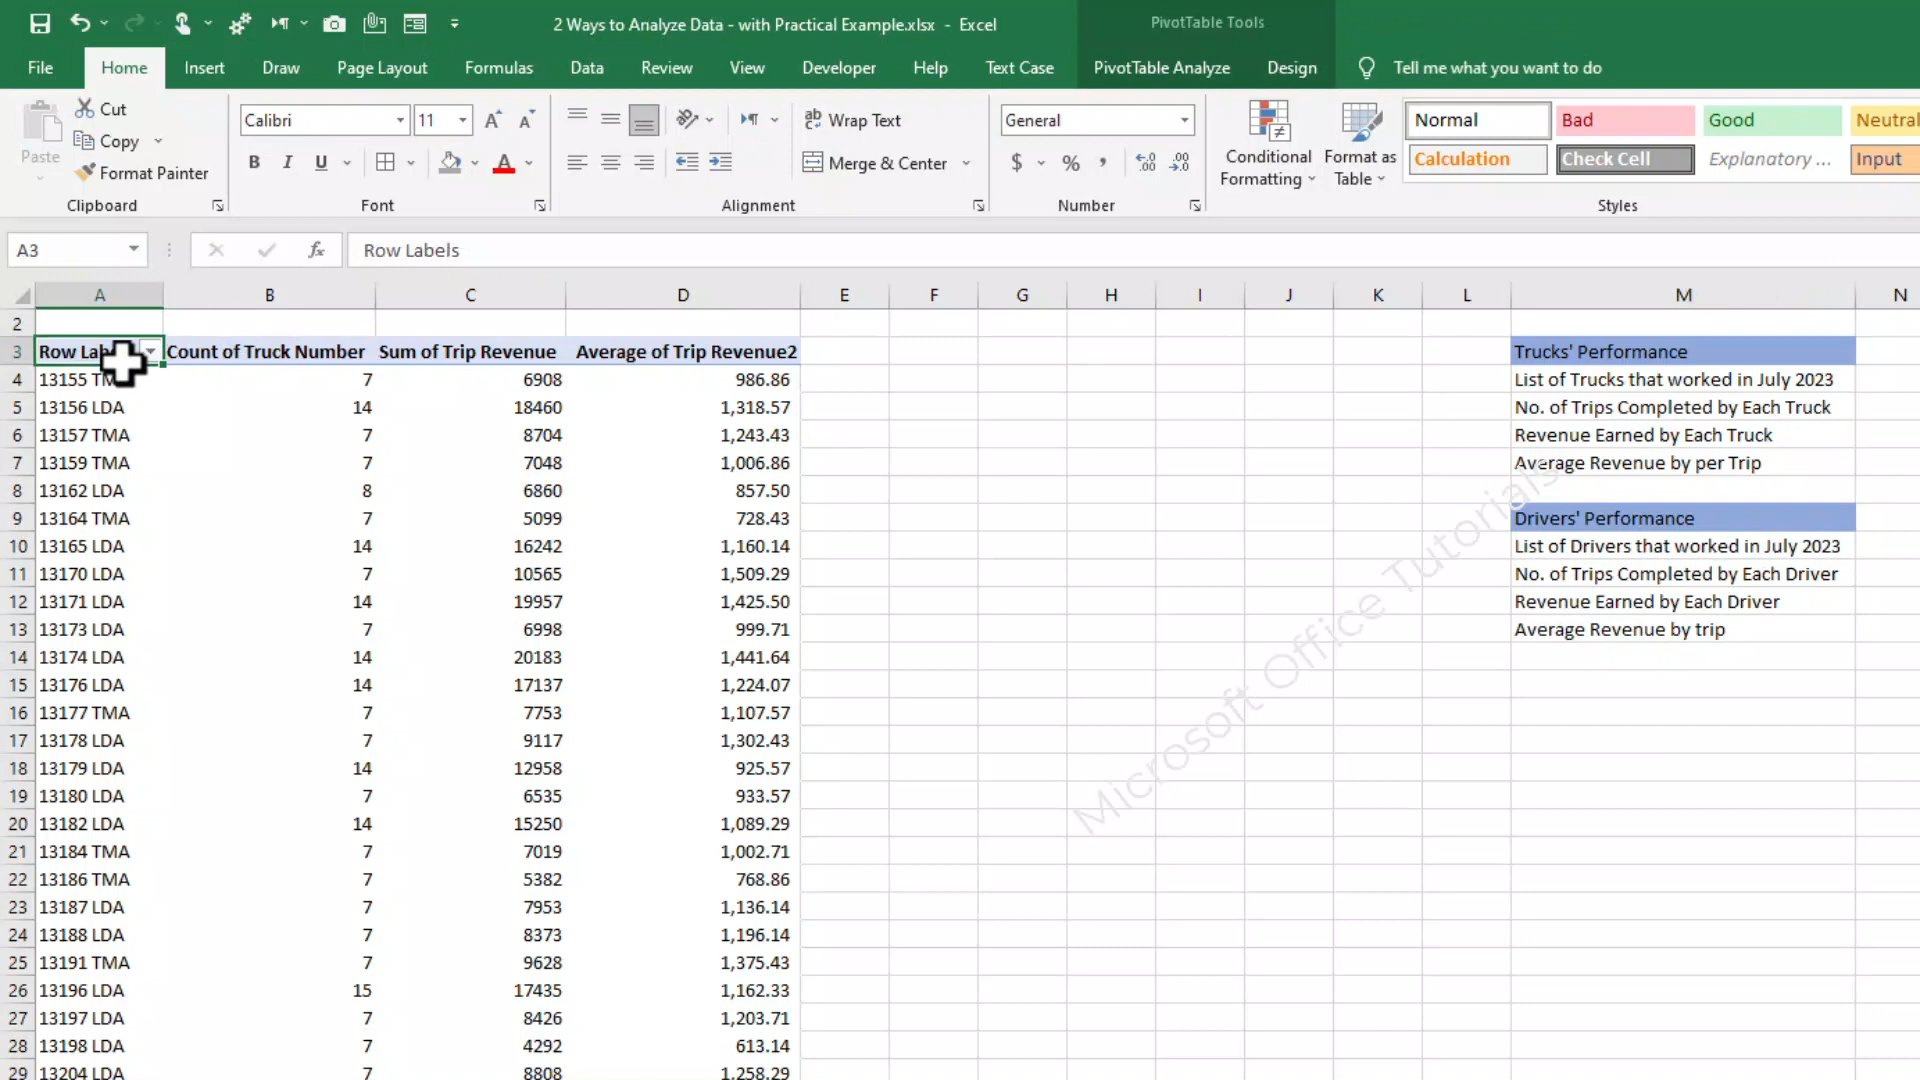 2 Ways to Analyze Data - with Practical Example.xlsx - Excel
PivotTable Tools
File Home Insert Draw Page Layout Formulas Data Review View Developer Help Text Case PivotTable Analyze Design Tell me what you want to do
Paste
Cut
Copy
Format Painter
Clipboard
Calibri 11
B I U
Font
Wrap Text
Merge & Center
Alignment
General
$ % ,
Number
Conditional Formatting
Format as Table
Normal Bad Good Neutral
Calculation Check Cell Explanatory ... Input
Styles
A3 fx Row Labels
A B C D E F G H I J K L M N
2
3 Row Lab Count of Truck Number Sum of Trip Revenue Average of Trip Revenue2 Trucks' Performance
4 13155 TMA 7 6908 986.86 List of Trucks that worked in July 2023
5 13156 LDA 14 18460 1,318.57 No. of Trips Completed by Each Truck
6 13157 TMA 7 8704 1,243.43 Revenue Earned by Each Truck
7 13159 TMA 7 7048 1,006.86 Average Revenue by per Trip
8 13162 LDA 8 6860 857.50
9 13164 TMA 7 5099 728.43 Drivers' Performance
10 13165 LDA 14 16242 1,160.14 List of Drivers that worked in July 2023
11 13170 LDA 7 10565 1,509.29 No. of Trips Completed by Each Driver
12 13171 LDA 14 19957 1,425.50 Revenue Earned by Each Driver
13 13173 LDA 7 6998 999.71 Average Revenue by trip
14 13174 LDA 14 20183 1,441.64
15 13176 LDA 14 17137 1,224.07
16 13177 TMA 7 7753 1,107.57
17 13178 LDA 7 9117 1,302.43
18 13179 LDA 14 12958 925.57
19 13180 LDA 7 6535 933.57
20 13182 LDA 14 15250 1,089.29
21 13184 TMA 7 7019 1,002.71
22 13186 TMA 7 5382 768.86
23 13187 LDA 7 7953 1,136.14
24 13188 LDA 7 8373 1,196.14
25 13191 TMA 7 9628 1,375.43
26 13196 LDA 15 17435 1,162.33
27 13197 LDA 7 8426 1,203.71
28 13198 LDA 7 4292 613.14
29 13204 LDA 7 8808 1,258.29
Microsoft Office Tutorials